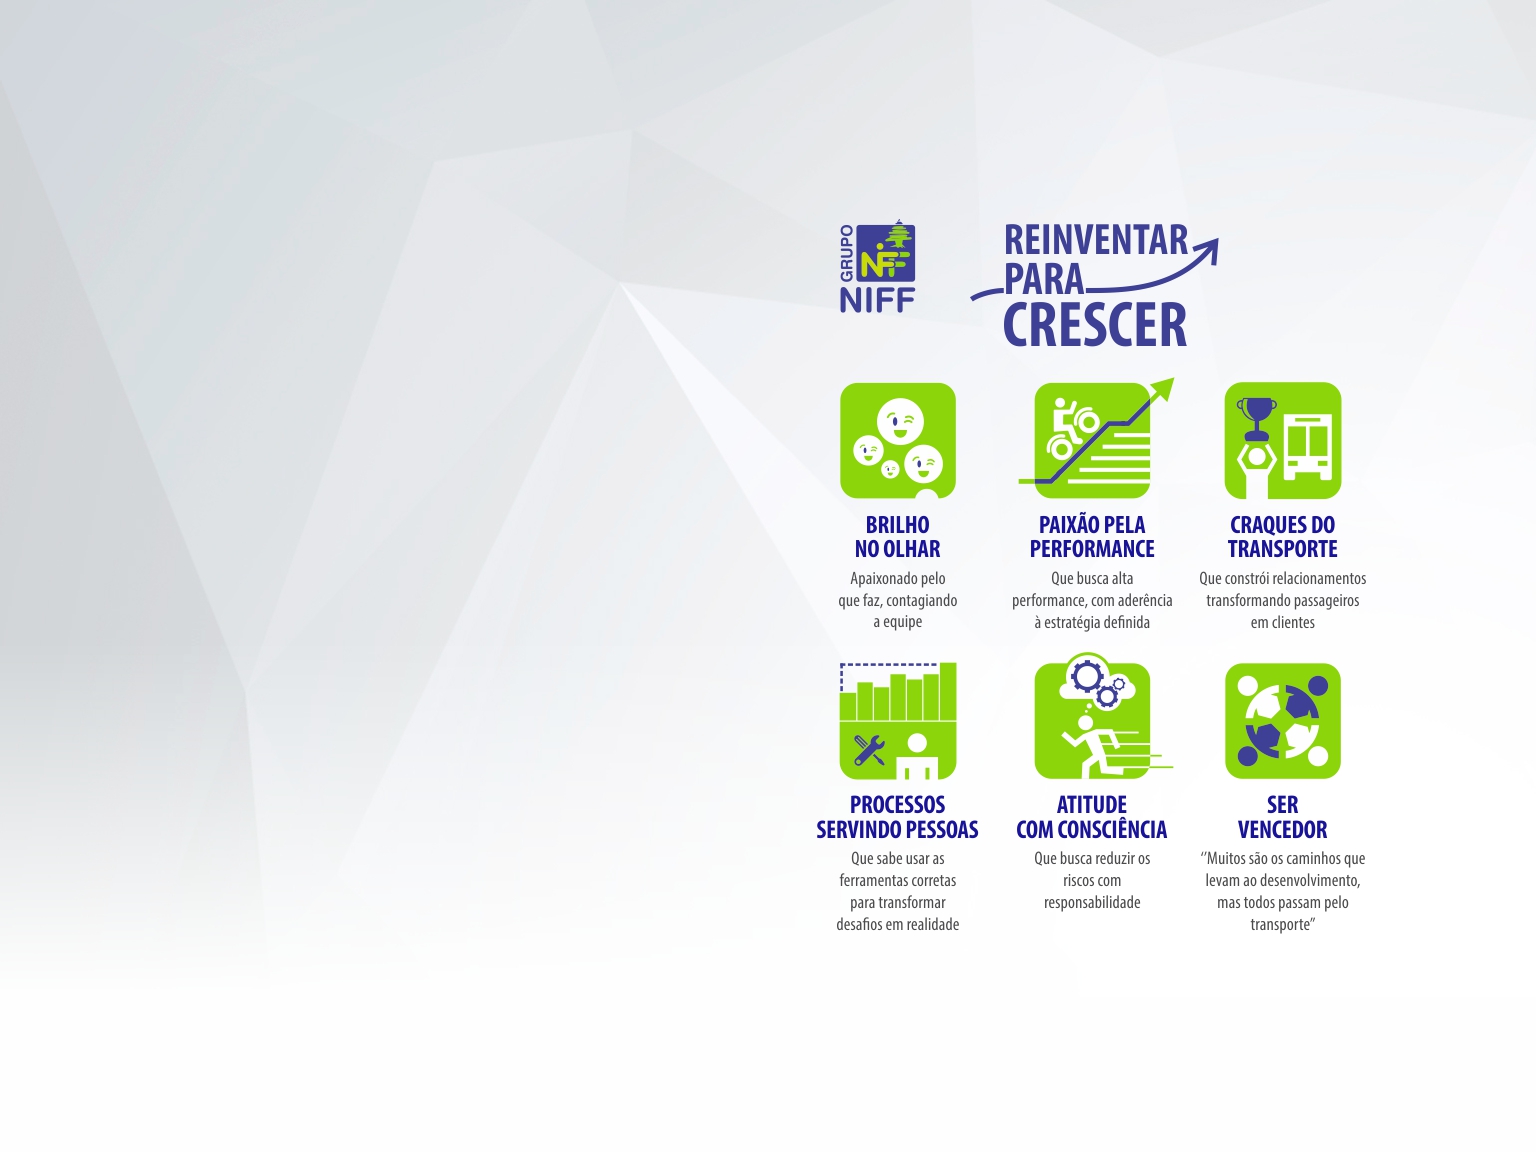 GRUPO
NIFF
NIFF
REINVENTAR
PARA
CRESCER
BRILHO
NO OLHAR
Apaixonado pelo
que faz, contagiando
a equipe
PAIXÃO PELA
PERFORMANCE
Que busca alta
performance, com aderência
à estratégia definida
CRAQUES DO
TRANSPORTE
Que constrói relacionamentos
transformando passageiros
em clientes
PROCESSOS
SERVINDO PESSOAS
Que sabe usar as
ferramentas corretas
para transformar
desafios em realidade
ATITUDE
COM CONSCIÊNCIA
Que busca reduzir os
riscos com
responsabilidade
SER
VENCEDOR
“Muitos são os caminhos que
levam ao desenvolvimento,
mas todos passam pelo
transporte”